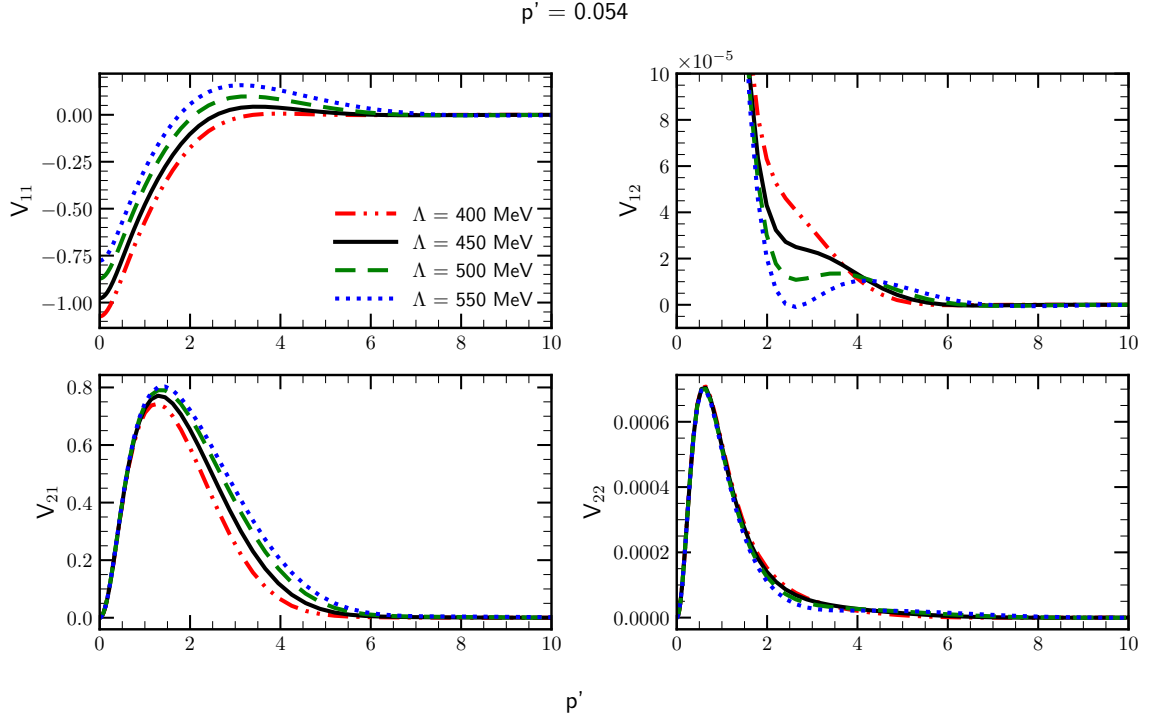 p' = 0.054
0.00
−0.25
−0.50
−0.75
−1.00
V11
0 2 4 6 8 10
Λ = 400 MeV
Λ = 450 MeV
Λ = 500 MeV
Λ = 550 MeV
×10−5
10
8
6
4
2
0
V12
0 2 4 6 8 10
0.8
0.6
0.4
0.2
0.0
V21
0 2 4 6 8 10
0.0006
0.0004
0.0002
0.0000
V22
0 2 4 6 8 10
p'